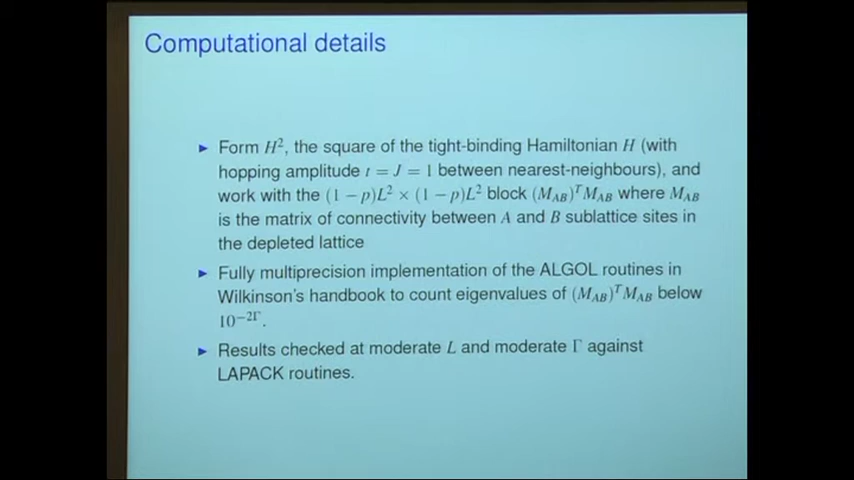 Computational details
Form H², the square of the tight-binding Hamiltonian H (with
hopping amplitude t = J = 1 between nearest-neighbours), and
work with the (1 − p)L² × (1 − p)L² block (M_AB)ᵀM_AB where M_AB
is the matrix of connectivity between A and B sublattice sites in
the depleted lattice
Fully multiprecision implementation of the ALGOL routines in
Wilkinson's handbook to count eigenvalues of (M_AB)ᵀM_AB below
10⁻²ᴦ.
Results checked at moderate L and moderate Γ against
LAPACK routines.